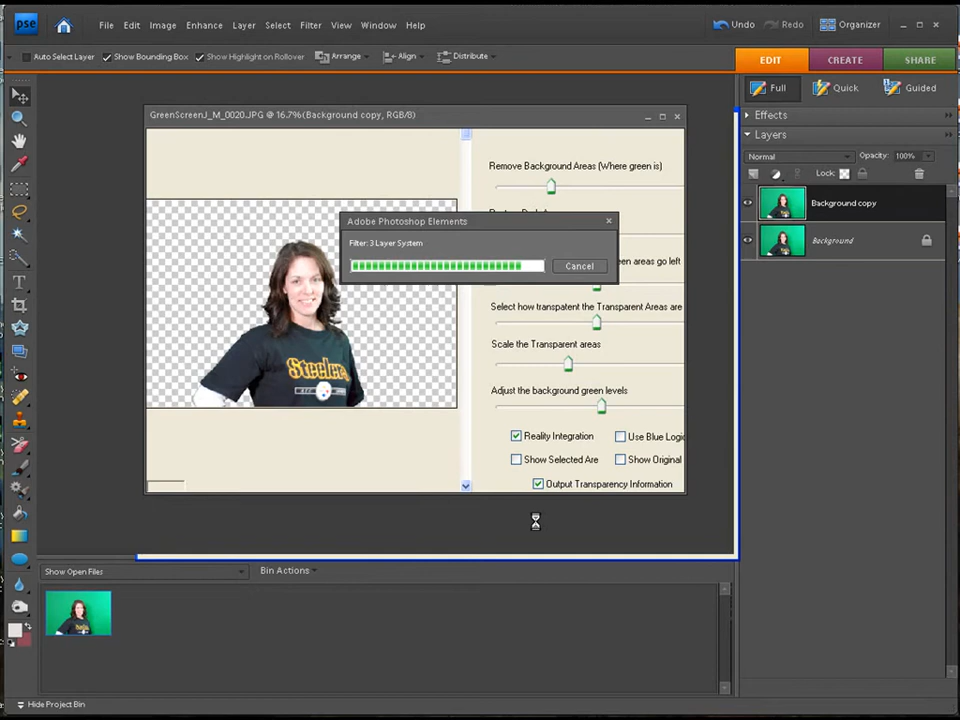 pse File Edit Image Enhance Layer Select Filter View Window Help Undo Redo Organizer
Auto Select Layer Show Bounding Box Show Highlight on Rollover Arrange Align Distribute EDIT CREATE SHARE
Full Quick Guided
GreenScreenJ_M_0020.JPG @ 16.7%(Background copy, RGB/8)
Effects
Layers
Normal Opacity: 100%
Lock:
Remove Background Areas (Where green is)
Background copy
Adobe Photoshop Elements
Background
Filter: 3 Layer System
een areas go left
Cancel
Select how transpatent the Transparent Areas are
Scale the Transparent areas
Steelers
Adjust the background green levels
Reality Integration Use Blue Logic
Show Selected Are Show Original
Output Transparency Information
Show Open Files Bin Actions
Hide Project Bin